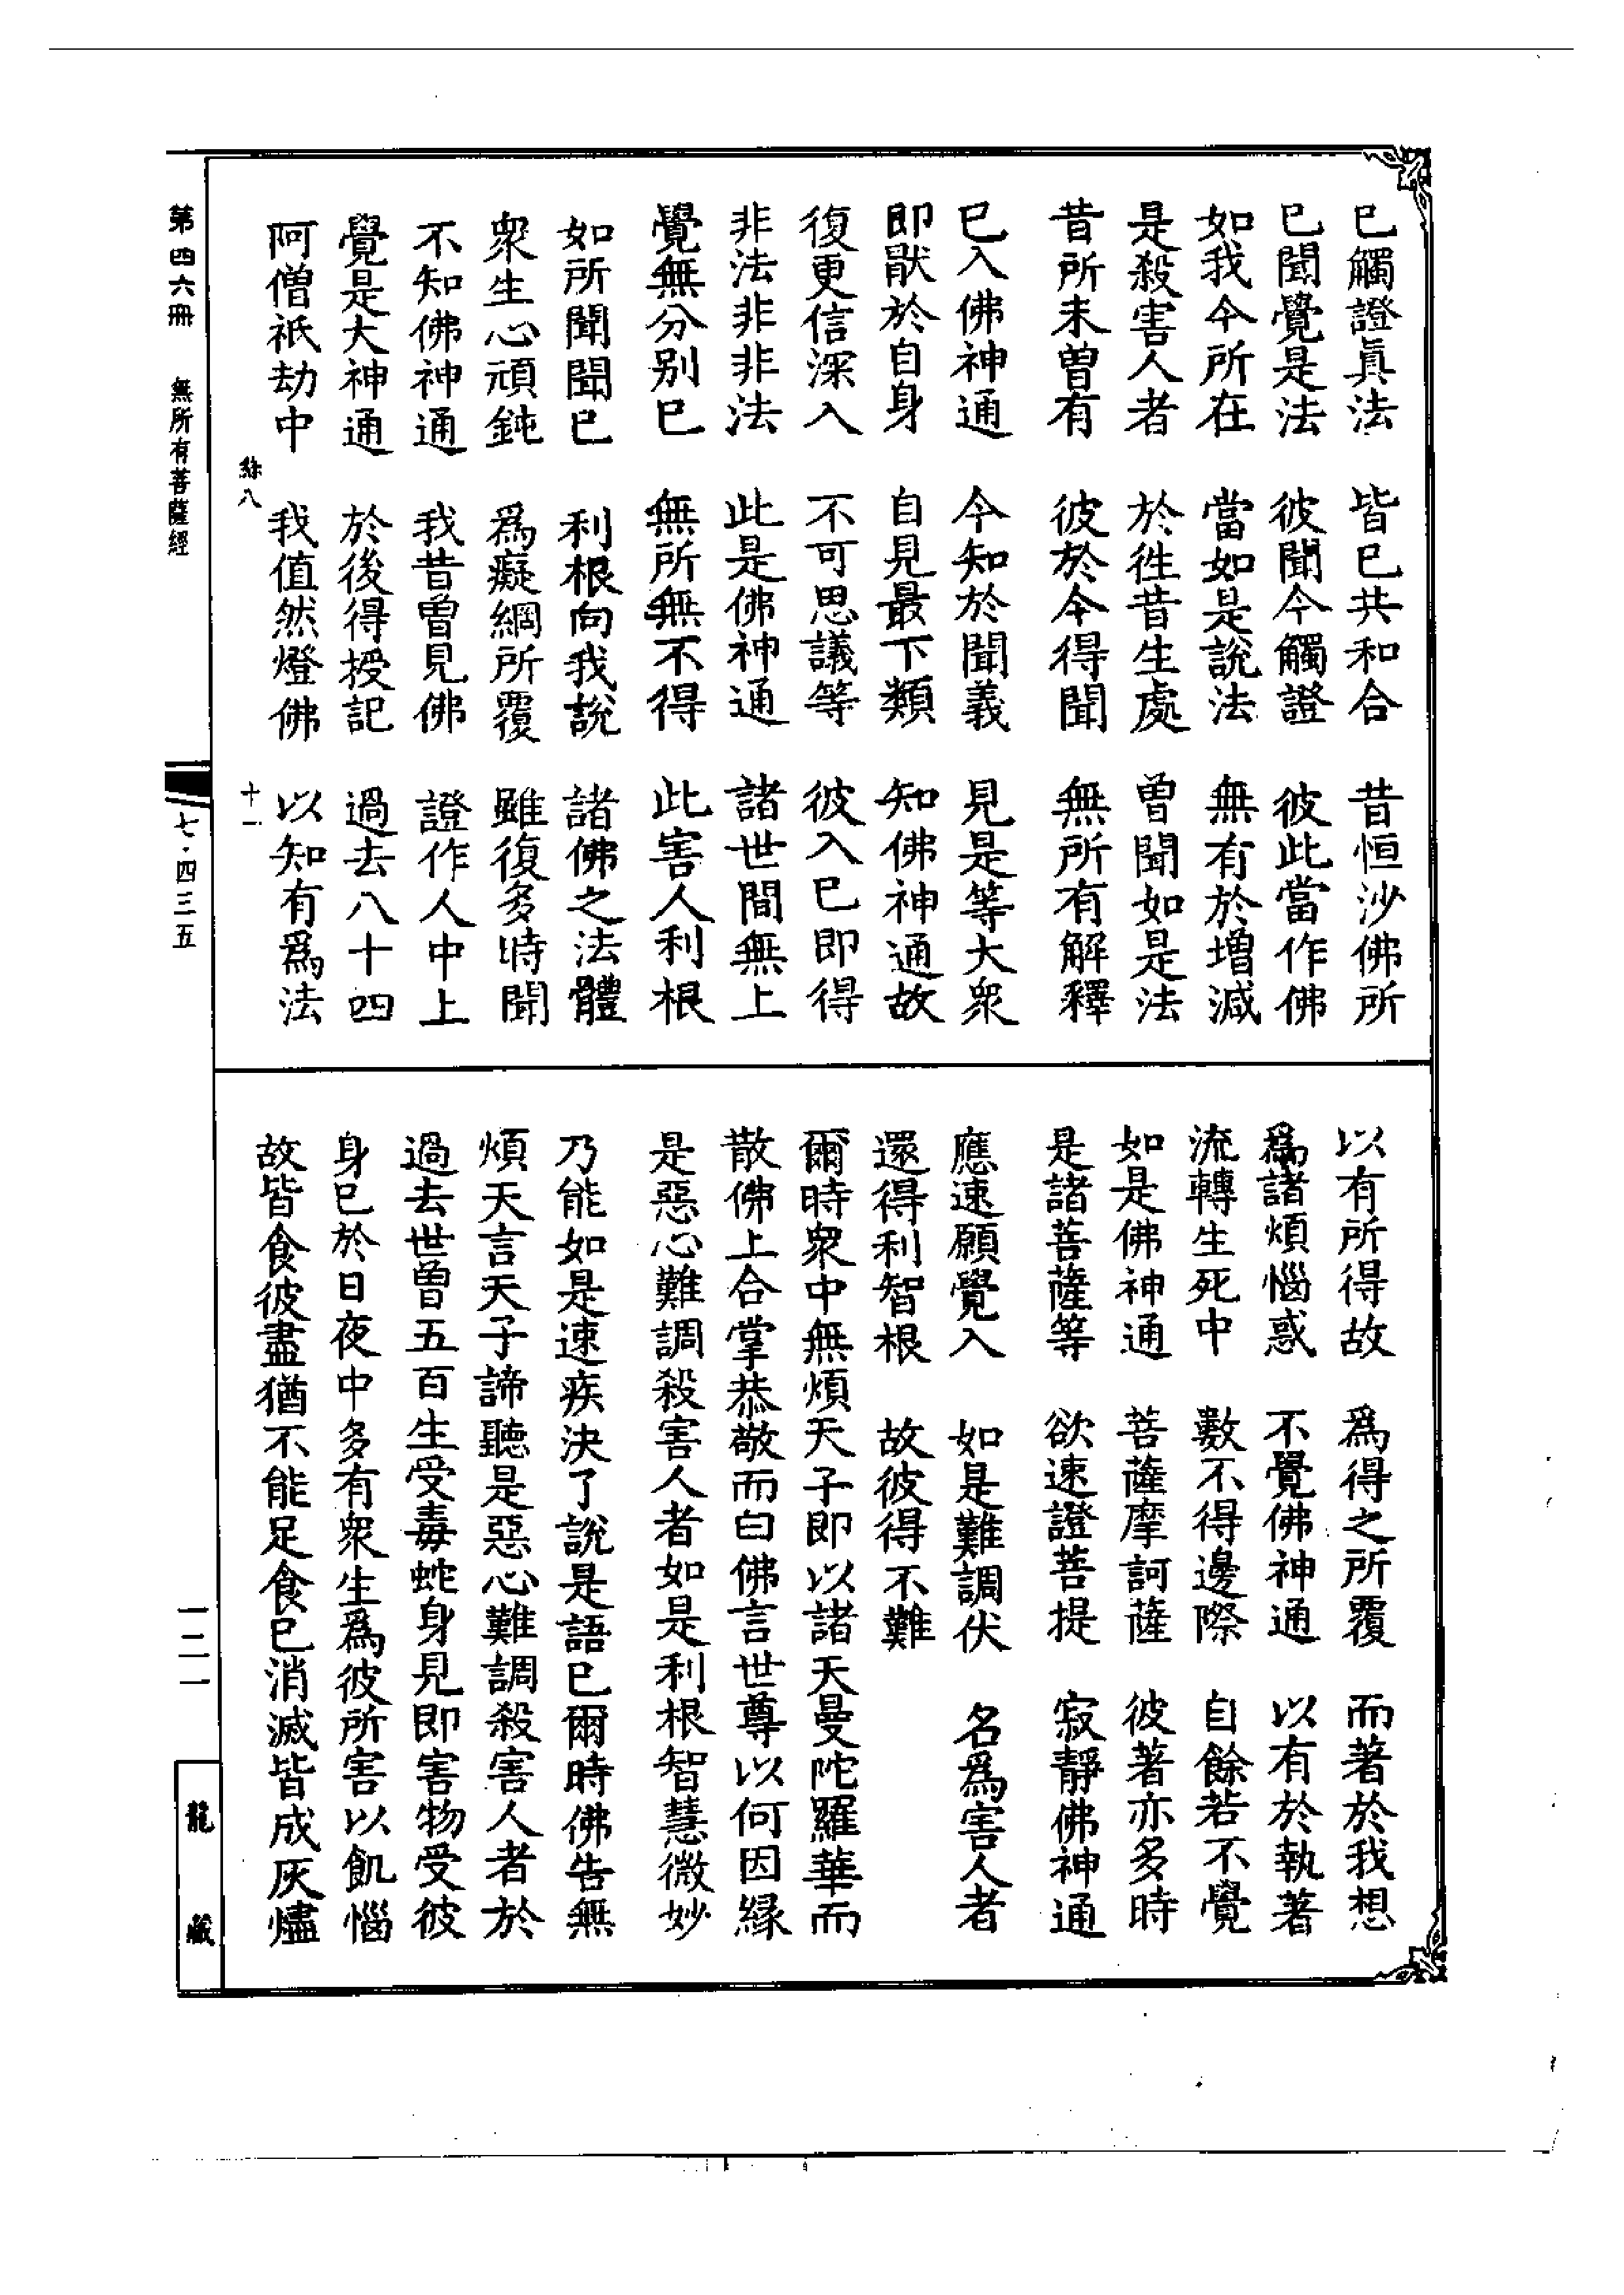 已觸證眞法　皆已共和合　昔恒沙佛所
已聞覺是法　彼聞今觸證　彼此當作佛
如我今所在　當如是說法　無有於增減
是殺害人者　於徃昔生處　曾聞如是法
昔所未曾有　彼於今得聞　無所有解釋
已入佛神通　今知於聞義　見是等大衆
即猒於自身　自見最下類　知佛神通故
復更信深入　不可思議等　彼入已即得
非法非非法　此是佛神通　諸世間無上
覺無分别已　無所無不得　此害人利根
如所聞聞已　利根向我說　諸佛之法體
衆生心頑鈍　爲癡網所覆　雖復多時聞
不知佛神通　我昔曾見佛　證作人中上
覺是大神通　於後得授記　過去八十四
阿僧祇劫中　我值然燈佛　以知有爲法
絲八　十一
以有所得故　爲得之所覆　而著於我想
爲諸煩惱惑　不覺佛神通　以有於執著
流轉生死中　數不得邊際　自餘若不覺
如是佛神通　菩薩摩訶薩　彼著亦多時
是諸菩薩等　欲速證菩提　寂靜佛神通
應速願覺入　如是難調伏　名爲害人者
還得利智根　故彼得不難
爾時衆中無煩天子即以諸天曼陀羅華而
散佛上合掌恭敬而白佛言世尊以何因緣
是惡心難調殺害人者如是利根智慧微妙
乃能如是速疾決了說是語已爾時佛告無
煩天言天子諦聽是惡心難調殺害人者於
過去世曾五百生受毒蛇身見即害物受彼
身已於日夜中多有衆生爲彼所害以飢惱
故皆食彼盡猶不能足食已消滅皆成灰燼
第四六冊　無所有菩薩經
七·四三五
一二一
龍藏